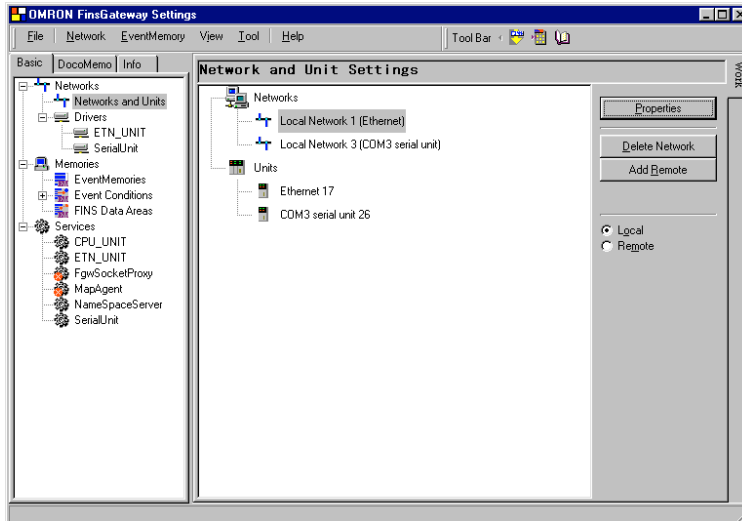 OMRON FinsGateway Settings
File Network EventMemory View Tool Help Tool Bar
Basic DocoMemo Info
Networks
Networks and Units
Drivers
ETN_UNIT
SerialUnit
Memories
EventMemories
Event Conditions
FINS Data Areas
Services
CPU_UNIT
ETN_UNIT
FgwSocketProxy
MapAgent
NameSpaceServer
SerialUnit
Network and Unit Settings
Networks
Local Network 1 (Ethernet)
Local Network 3 (COM3 serial unit)
Units
Ethernet 17
COM3 serial unit 26
Properties
Delete Network
Add Remote
Local
Remote
Work